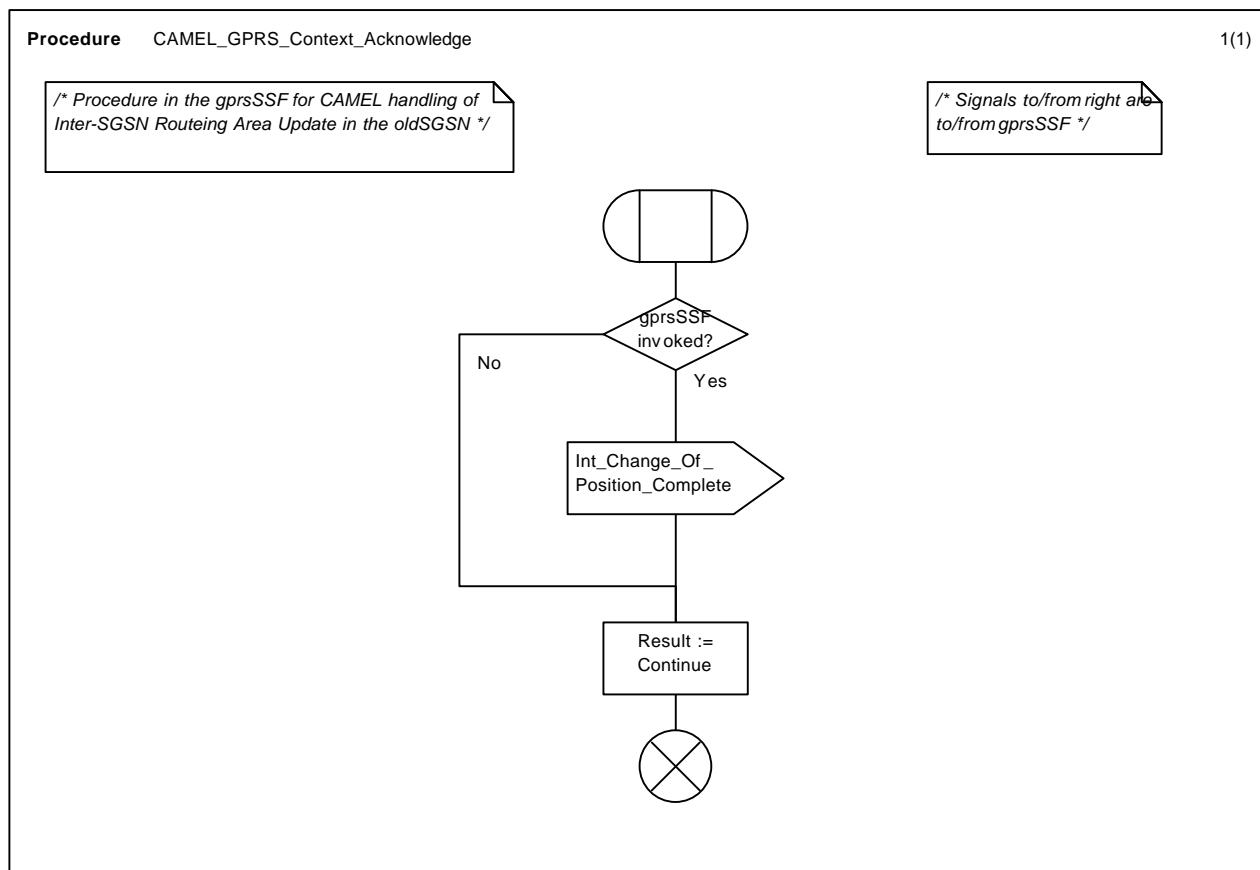 Procedure CAMEL_GPRS_Context_Acknowledge 1(1)
/* Procedure in the gprsSSF for CAMEL handling of
Inter-SGSN Routeing Area Update in the oldSGSN */
/* Signals to/from right are
to/from gprsSSF */
gprsSSF
invoked?
No
Yes
Int_Change_Of_
Position_Complete
Result :=
Continue